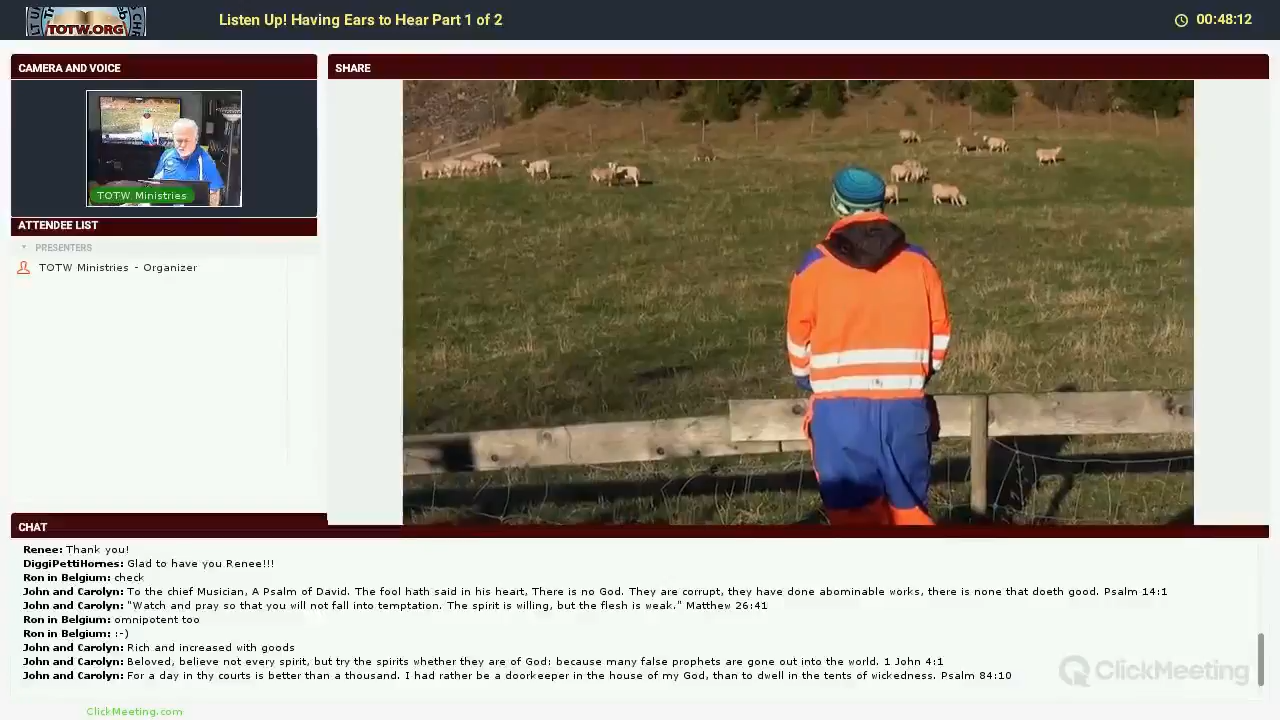 TOTW.ORG
Listen Up! Having Ears to Hear Part 1 of 2
00:48:12
CAMERA AND VOICE
SHARE
TOTW Ministries
ATTENDEE LIST
PRESENTERS
TOTW Ministries - Organizer
CHAT
Renee: Thank you!
DiggiPettiHornes: Glad to have you Renee!!!
Ron in Belgium: check
John and Carolyn: To the chief Musician, A Psalm of David. The fool hath said in his heart, There is no God. They are corrupt, they have done abominable works, there is none that doeth good. Psalm 14:1
John and Carolyn: "Watch and pray so that you will not fall into temptation. The spirit is willing, but the flesh is weak." Matthew 26:41
Ron in Belgium: omnipotent too
Ron in Belgium: :-)
John and Carolyn: Rich and increased with goods
John and Carolyn: Beloved, believe not every spirit, but try the spirits whether they are of God: because many false prophets are gone out into the world. 1 John 4:1
John and Carolyn: For a day in thy courts is better than a thousand. I had rather be a doorkeeper in the house of my God, than to dwell in the tents of wickedness. Psalm 84:10
ClickMeeting
ClickMeeting.com